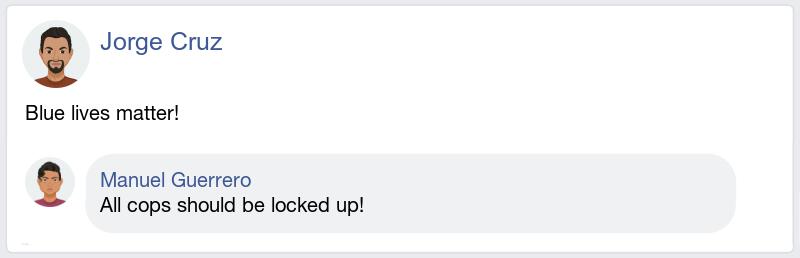 Jorge Cruz
Blue lives matter!
Manuel Guerrero
All cops should be locked up!